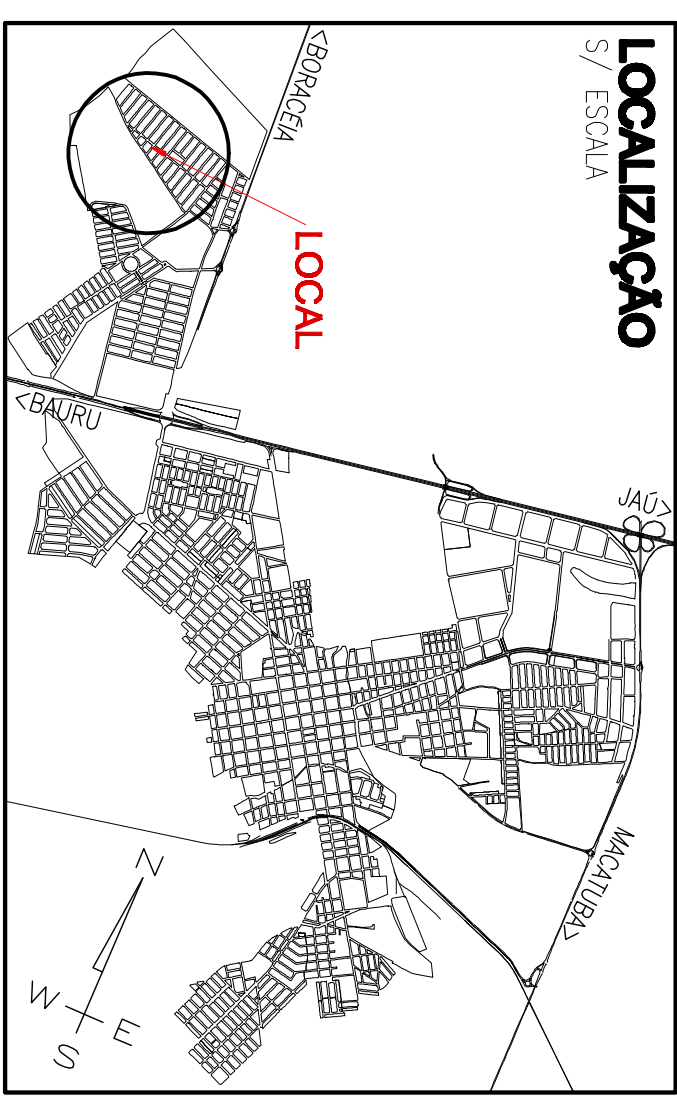 LOCALIZAÇÃO
S/ ESCALA
<BORACÉIA
LOCAL
JAÚ>
<BAURU
MACATUBA>
N
W
E
S